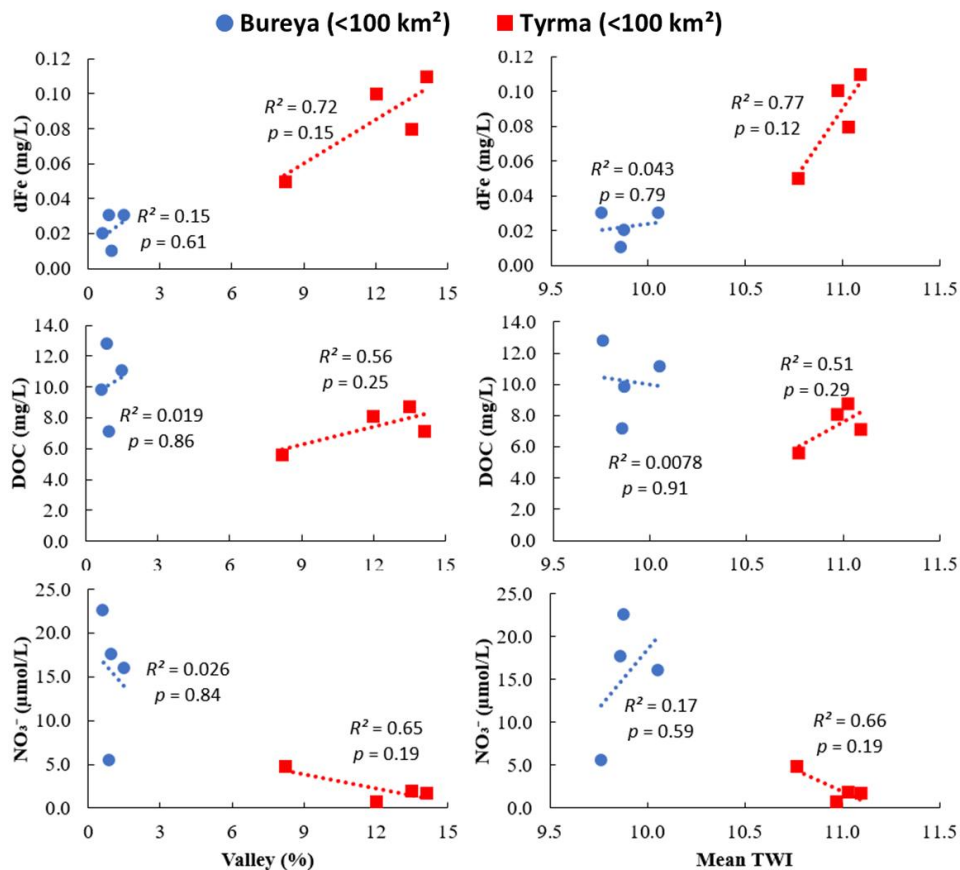 Bureya (<100 km²) Tyrma (<100 km²)
dFe (mg/L)
0.12
0.10
0.08
0.06
0.04
0.02
0.00
R² = 0.72
p = 0.15
R² = 0.15
p = 0.61
0 3 6 9 12 15
dFe (mg/L)
0.12
0.10
0.08
0.06
0.04
0.02
0.00
R² = 0.77
p = 0.12
R² = 0.043
p = 0.79
9.5 10.0 10.5 11.0 11.5
DOC (mg/L)
14.0
12.0
10.0
8.0
6.0
4.0
2.0
0.0
R² = 0.56
p = 0.25
R² = 0.019
p = 0.86
0 3 6 9 12 15
DOC (mg/L)
14.0
12.0
10.0
8.0
6.0
4.0
2.0
0.0
R² = 0.51
p = 0.29
R² = 0.0078
p = 0.91
9.5 10.0 10.5 11.0 11.5
NO₃⁻ (µmol/L)
25.0
20.0
15.0
10.0
5.0
0.0
R² = 0.026
p = 0.84
R² = 0.65
p = 0.19
0 3 6 9 12 15
Valley (%)
NO₃⁻ (µmol/L)
25.0
20.0
15.0
10.0
5.0
0.0
R² = 0.17
p = 0.59
R² = 0.66
p = 0.19
9.5 10.0 10.5 11.0 11.5
Mean TWI